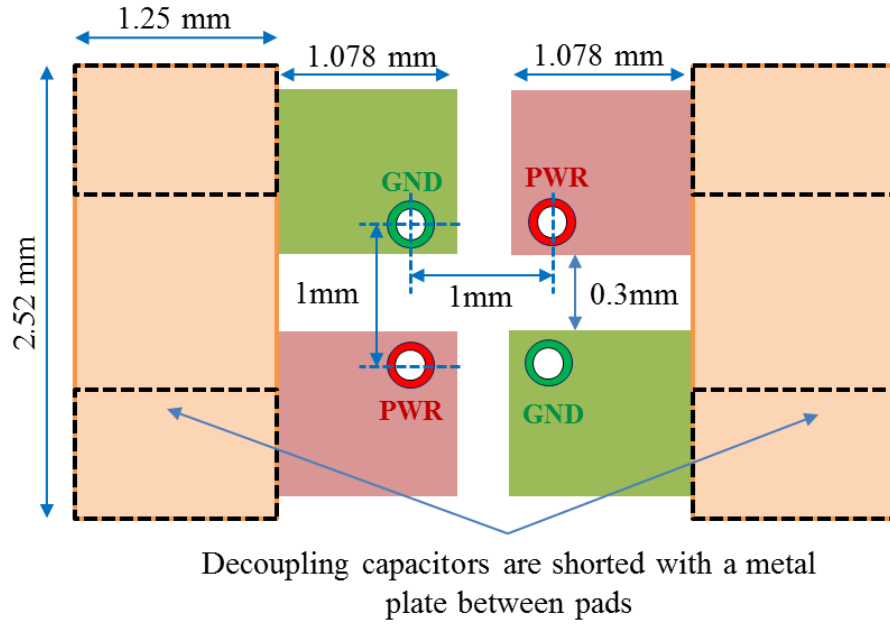 1.25 mm
1.078 mm
1.078 mm
GND
PWR
2.52 mm
1mm
1mm
0.3mm
PWR
GND
Decoupling capacitors are shorted with a metal
plate between pads